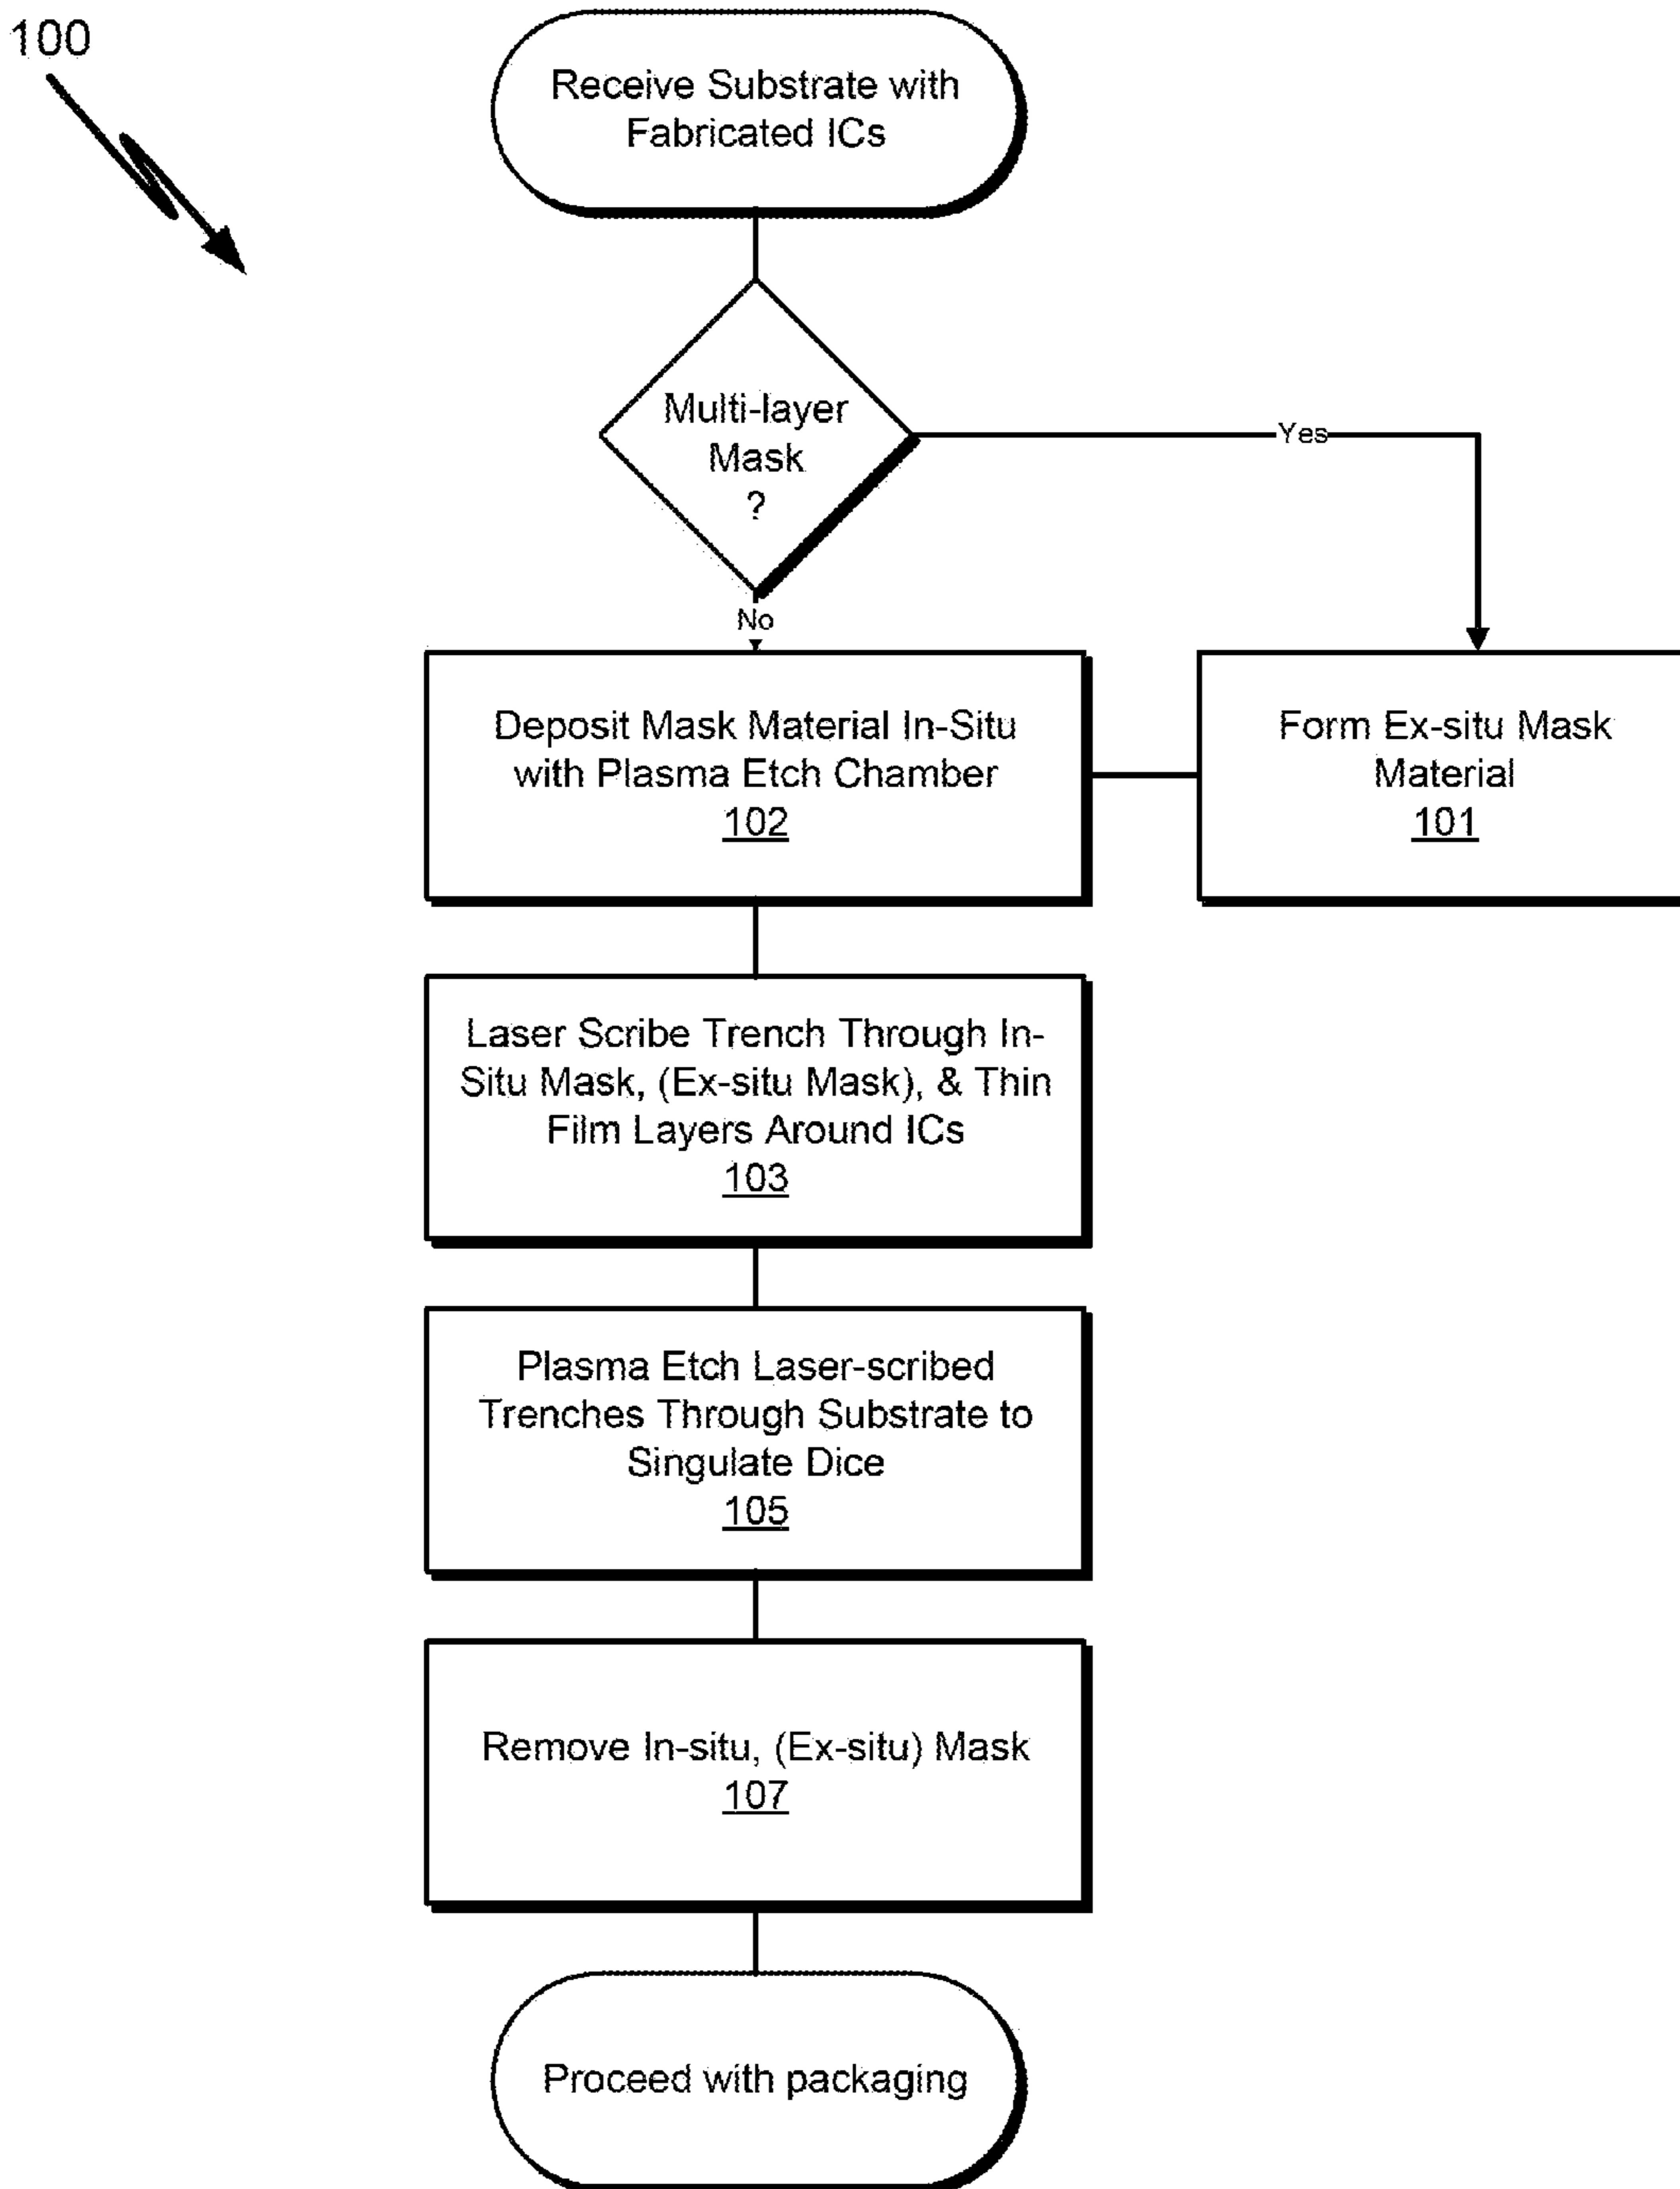 100
Receive Substrate with
Fabricated ICs
Multi-layer
Mask
?
Yes
No
Deposit Mask Material In-Situ
with Plasma Etch Chamber
102
Form Ex-situ Mask
Material
101
Laser Scribe Trench Through In-
Situ Mask, (Ex-situ Mask), & Thin
Film Layers Around ICs
103
Plasma Etch Laser-scribed
Trenches Through Substrate to
Singulate Dice
105
Remove In-situ, (Ex-situ) Mask
107
Proceed with packaging